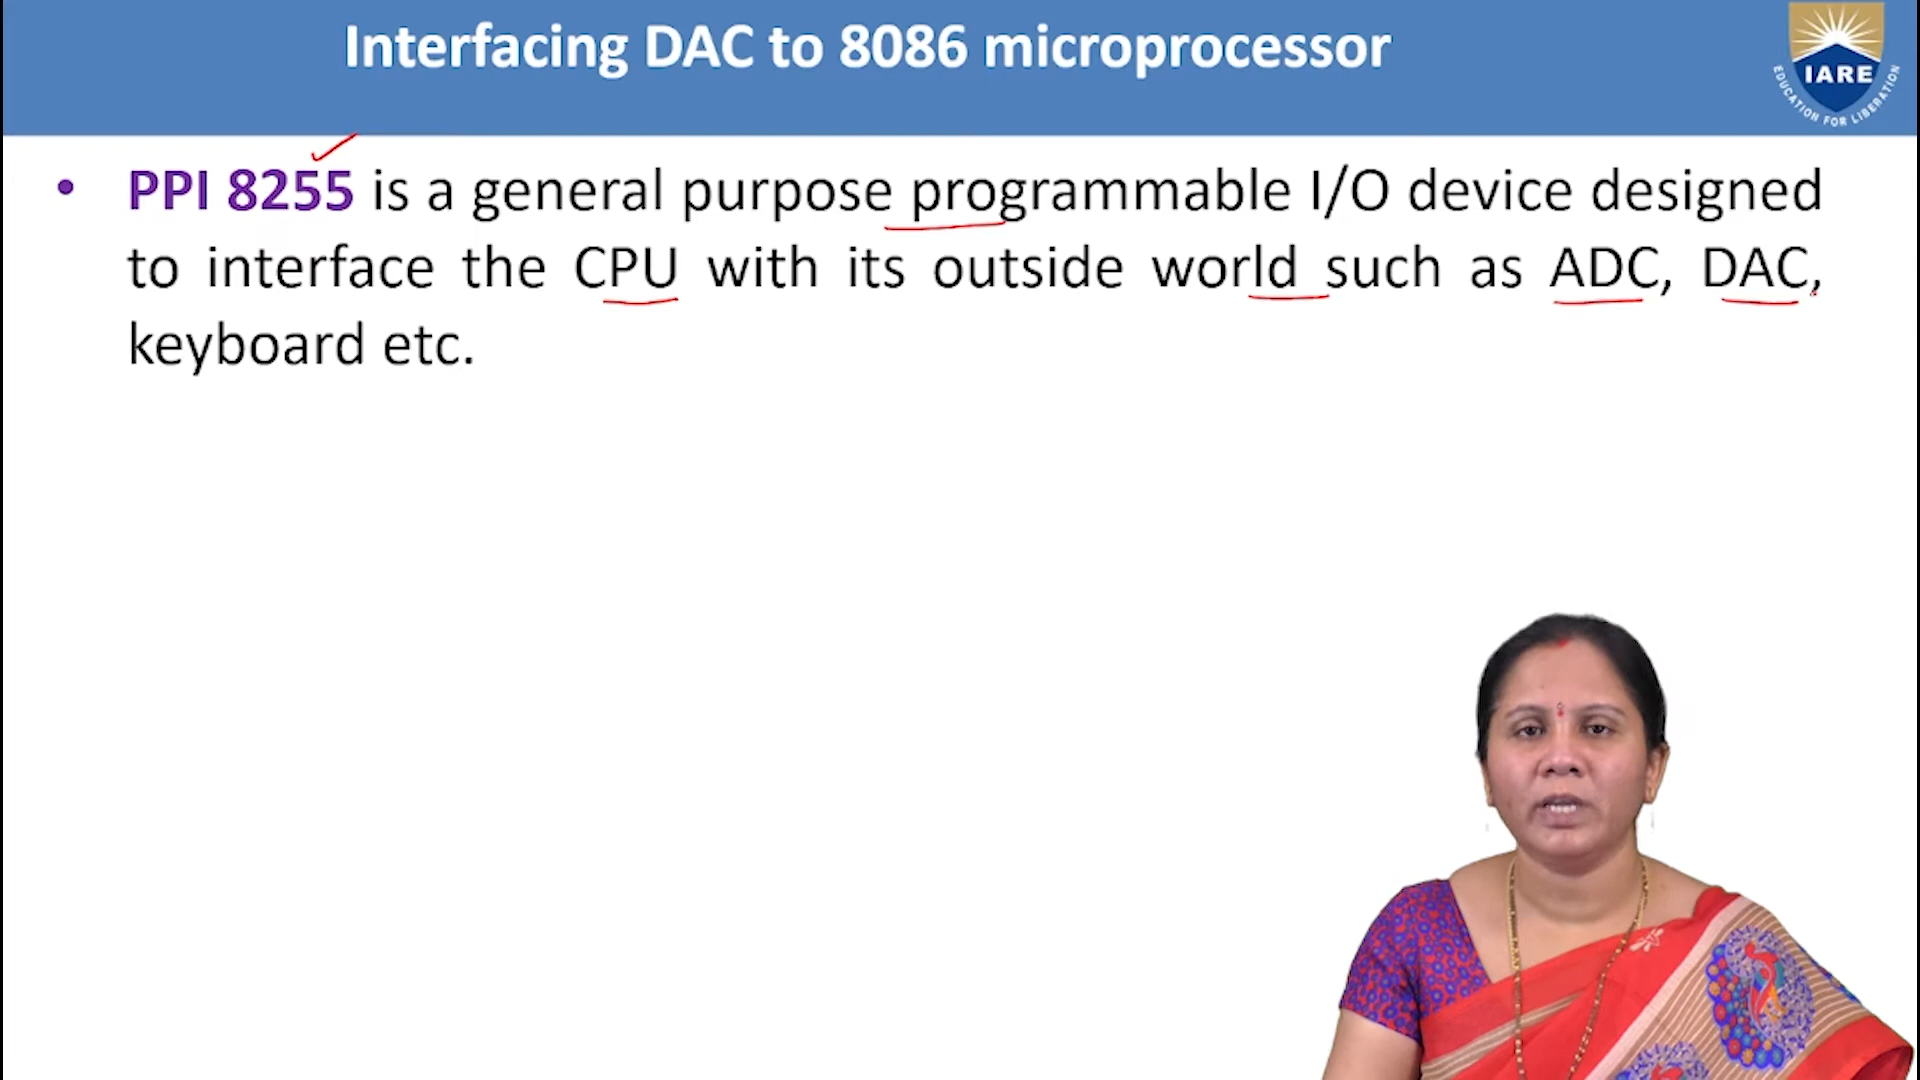 Interfacing DAC to 8086 microprocessor
IARE
EDUCATION FOR LIBERATION
• PPI 8255 is a general purpose programmable I/O device designed
to interface the CPU with its outside world such as ADC, DAC,
keyboard etc.